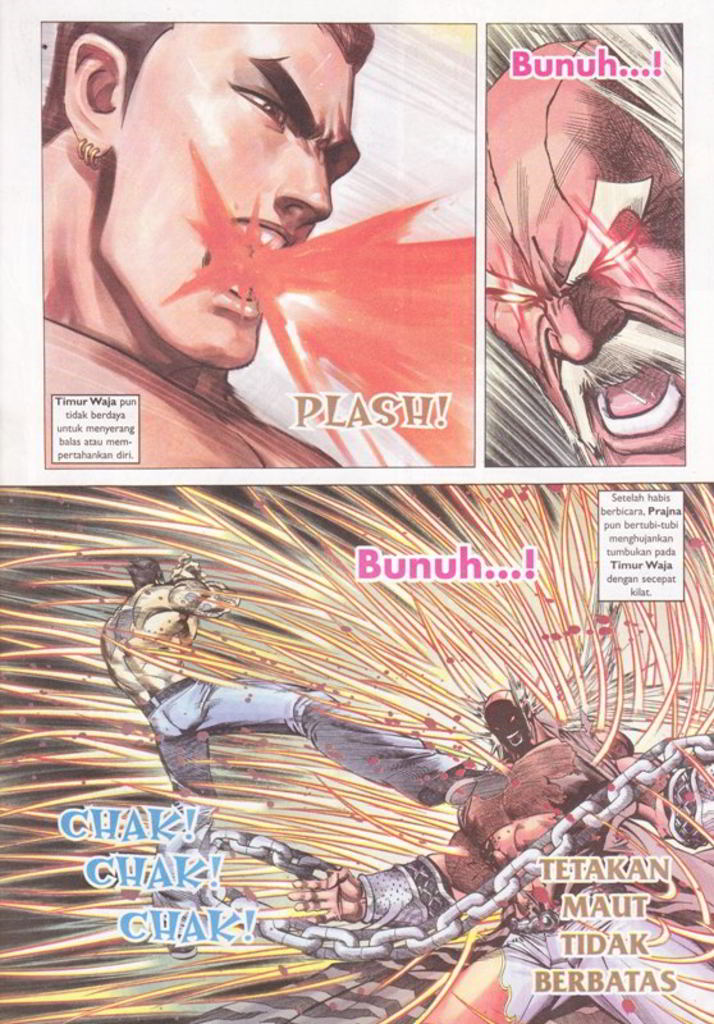 Bunuh...!
Timur Waja pun
tidak berdaya
untuk menyerang
balas atau mem-
pertahankan diri.
PLASH!
Setelah habis
berbicara, Prajna
pun bertubi-tubi
menghujankan
tumbukan pada
Timur Waja
dengan secepat
kilat.
Bunuh...!
CHAK!
CHAK!
CHAK!
TETAKAN
MAUT
TIDAK
BERBATAS